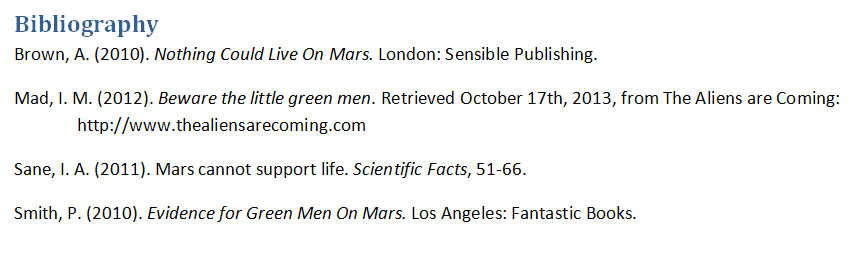 Bibliography
Brown, A. (2010). Nothing Could Live On Mars. London: Sensible Publishing.
Mad, I. M. (2012). Beware the little green men. Retrieved October 17th, 2013, from The Aliens are Coming:
http://www.thealiensarecoming.com
Sane, I. A. (2011). Mars cannot support life. Scientific Facts, 51-66.
Smith, P. (2010). Evidence for Green Men On Mars. Los Angeles: Fantastic Books.